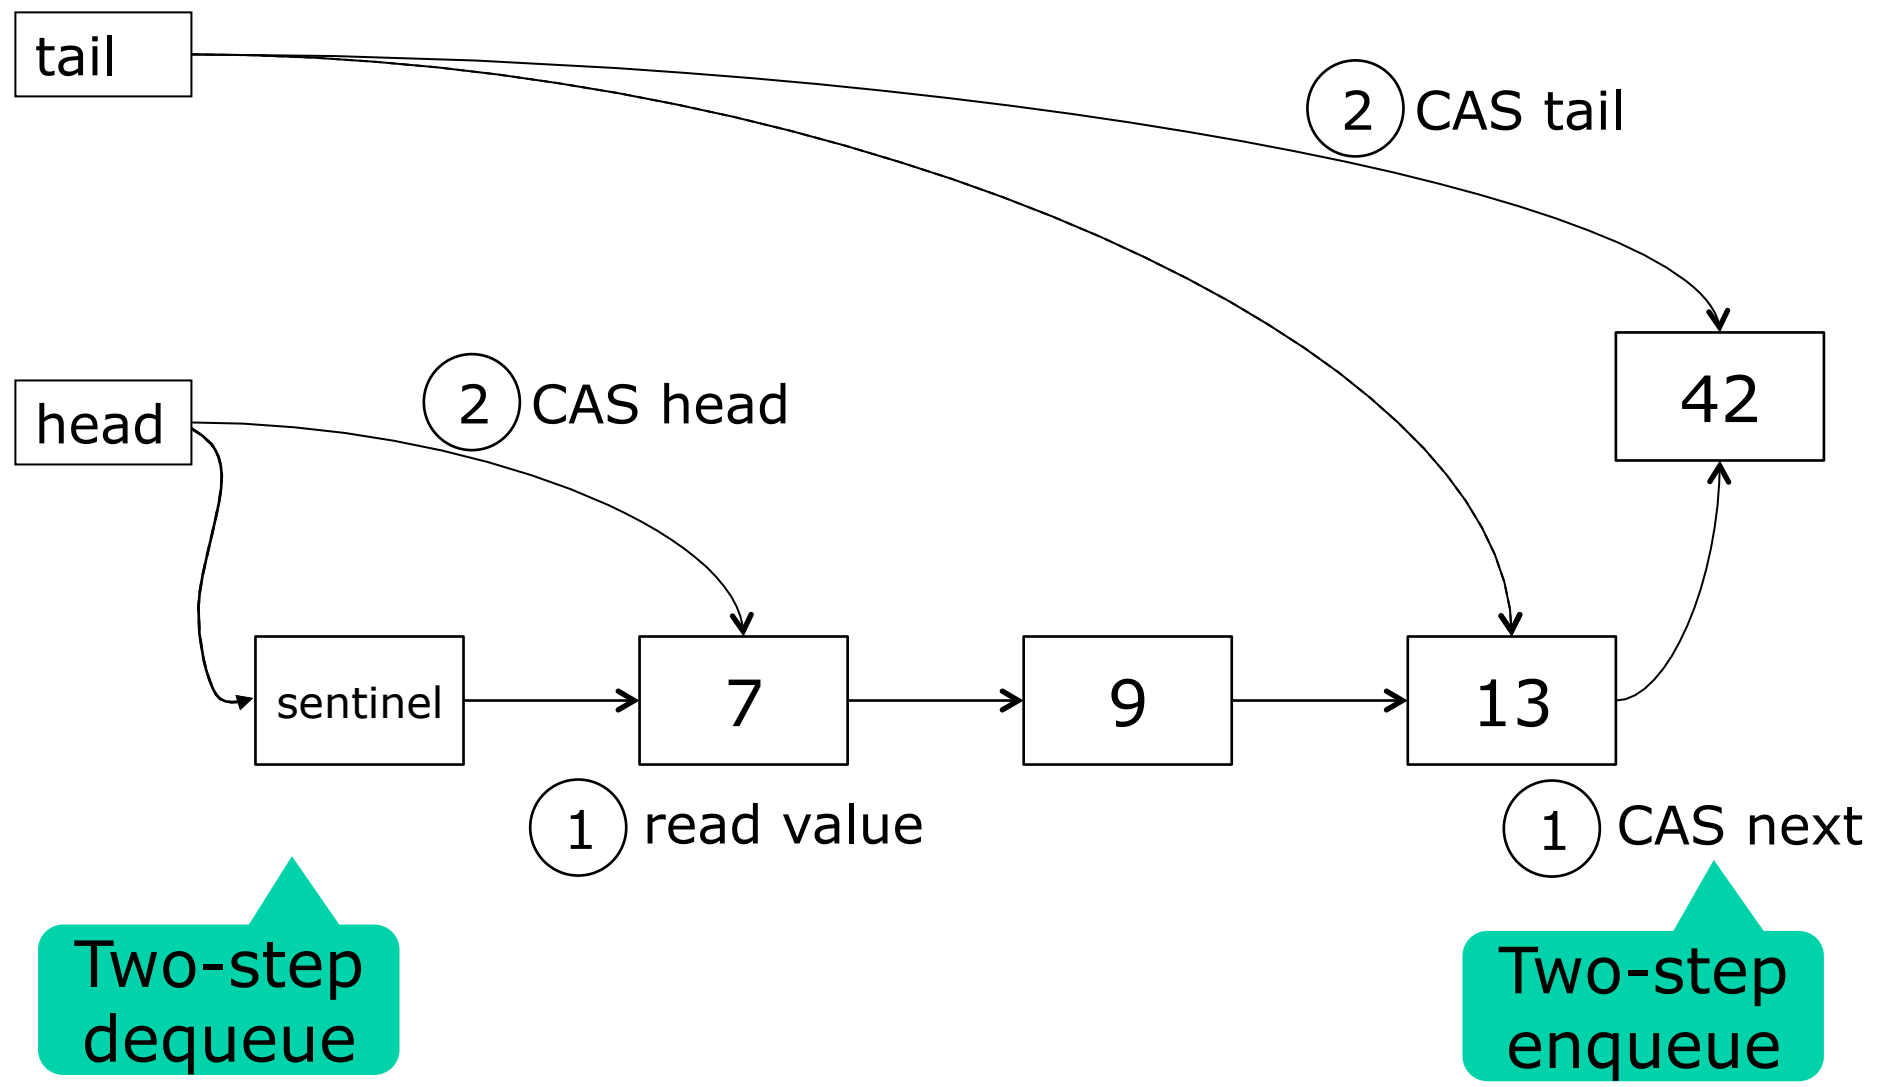 tail
2 CAS tail
head
2 CAS head
42
sentinel
7
9
13
1 read value
1 CAS next
Two-step
dequeue
Two-step
enqueue